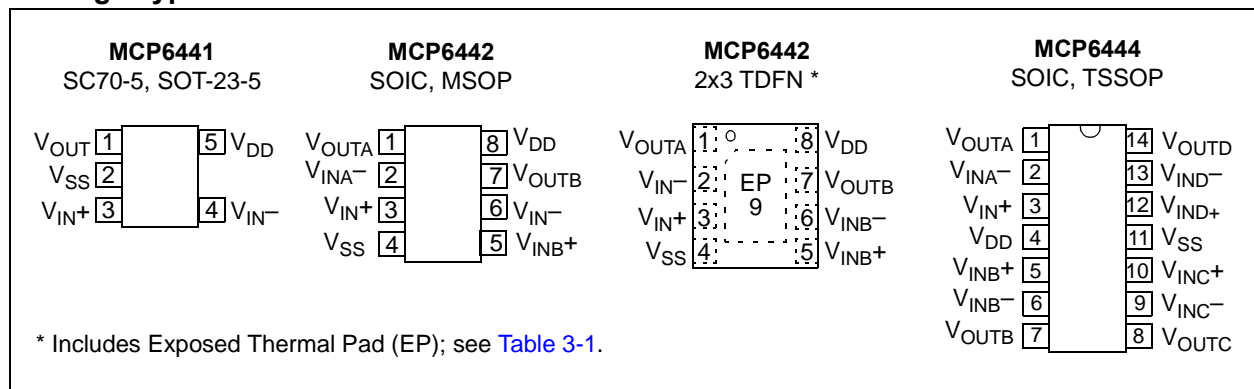 MCP6441
SC70-5, SOT-23-5
VOUT 1
VSS 2
VIN+ 3
5 VDD
4 VIN–
MCP6442
SOIC, MSOP
VOUTA 1
VINA– 2
VIN+ 3
VSS 4
8 VDD
7 VOUTB
6 VIN–
5 VINB+
MCP6442
2x3 TDFN *
VOUTA 1
VIN– 2
VIN+ 3
VSS 4
EP
9
8 VDD
7 VOUTB
6 VINB–
5 VINB+
MCP6444
SOIC, TSSOP
VOUTA 1
VINA– 2
VIN+ 3
VDD 4
VINB+ 5
VINB– 6
VOUTB 7
14 VOUTD
13 VIND–
12 VIND+
11 VSS
10 VINC+
9 VINC–
8 VOUTC
* Includes Exposed Thermal Pad (EP); see Table 3-1.